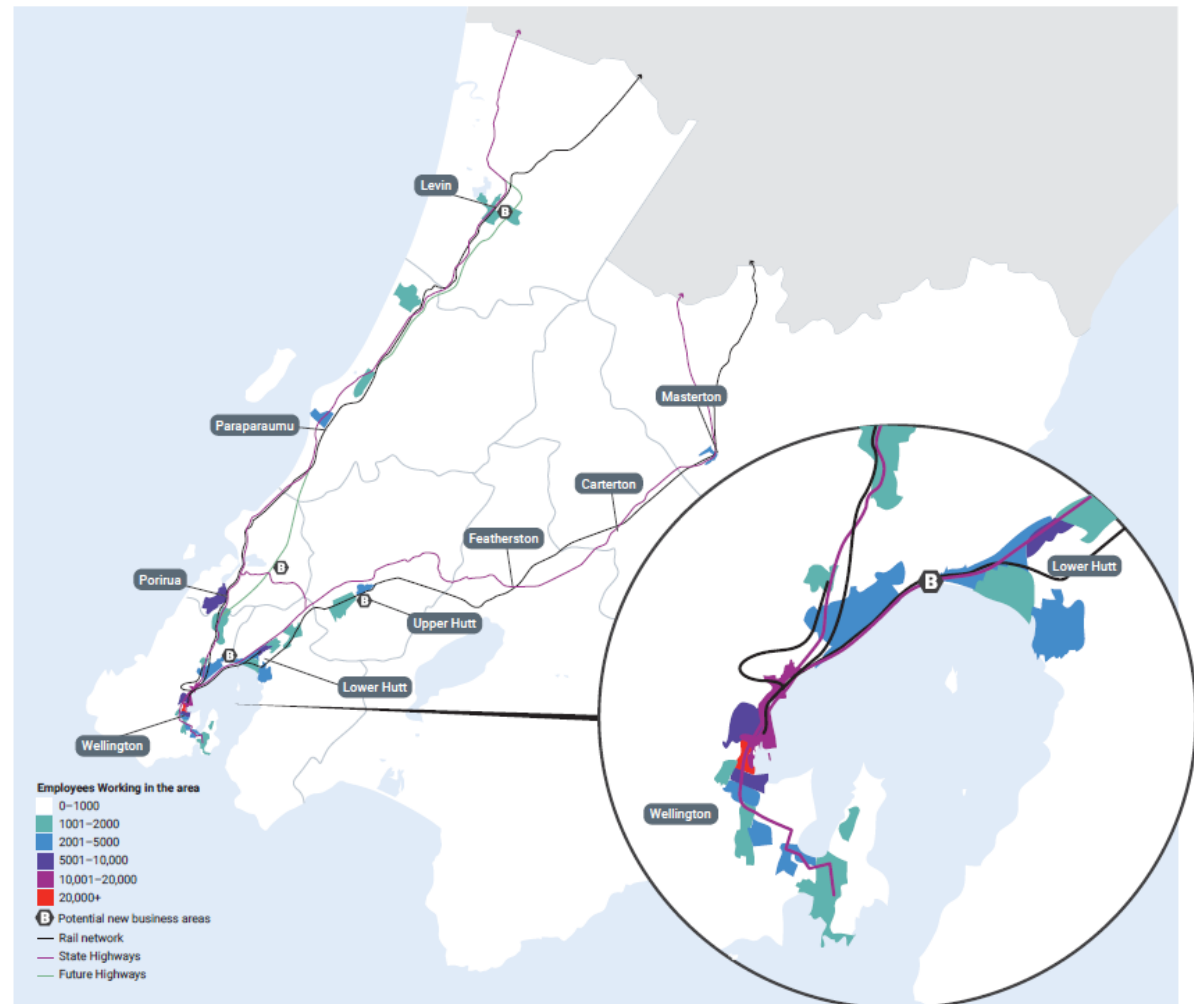 Levin
B
Masterton
Paraparaumu
Carterton
Featherston
B
Porirua
B
Upper Hutt
B
Lower Hutt
Wellington
B
Lower Hutt
Wellington
Employees Working in the area
0–1000
1001–2000
2001–5000
5001–10,000
10,001–20,000
20,000+
B Potential new business areas
Rail network
State Highways
Future Highways